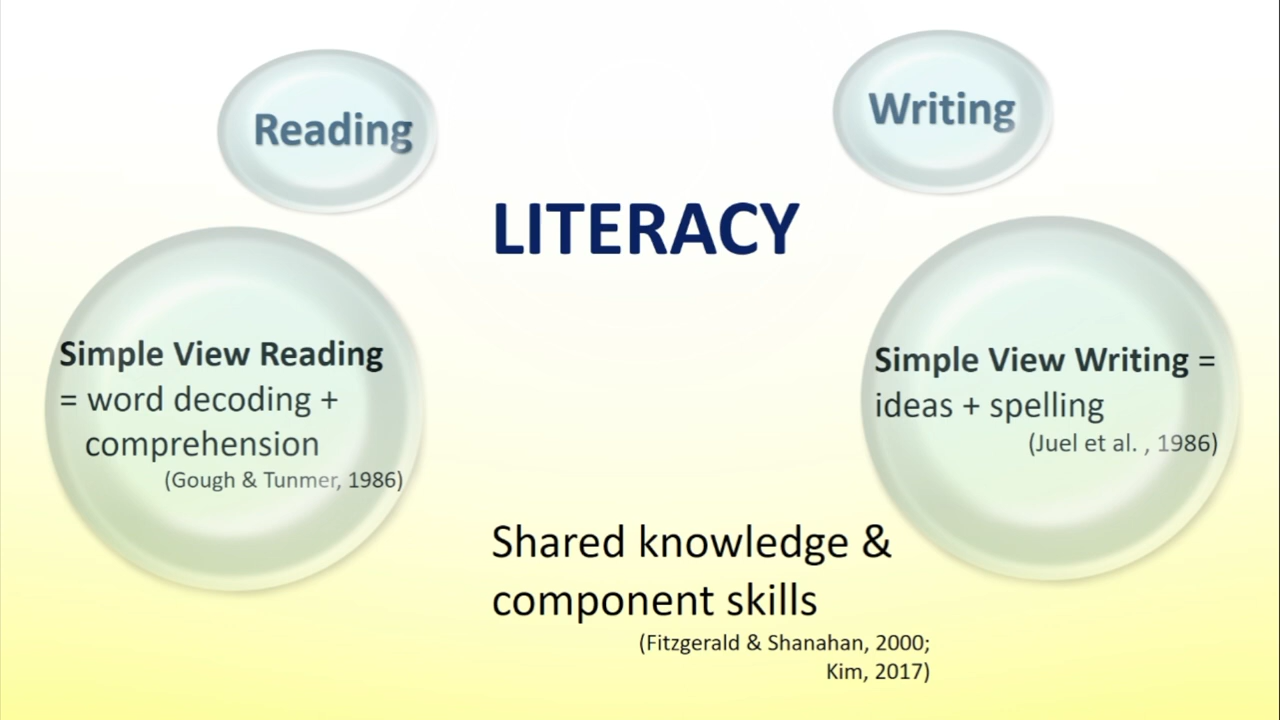 Reading
Writing
LITERACY
Simple View Reading
= word decoding +
comprehension
(Gough & Tunmer, 1986)
Simple View Writing =
ideas + spelling
(Juel et al. , 1986)
Shared knowledge &
component skills
(Fitzgerald & Shanahan, 2000;
Kim, 2017)